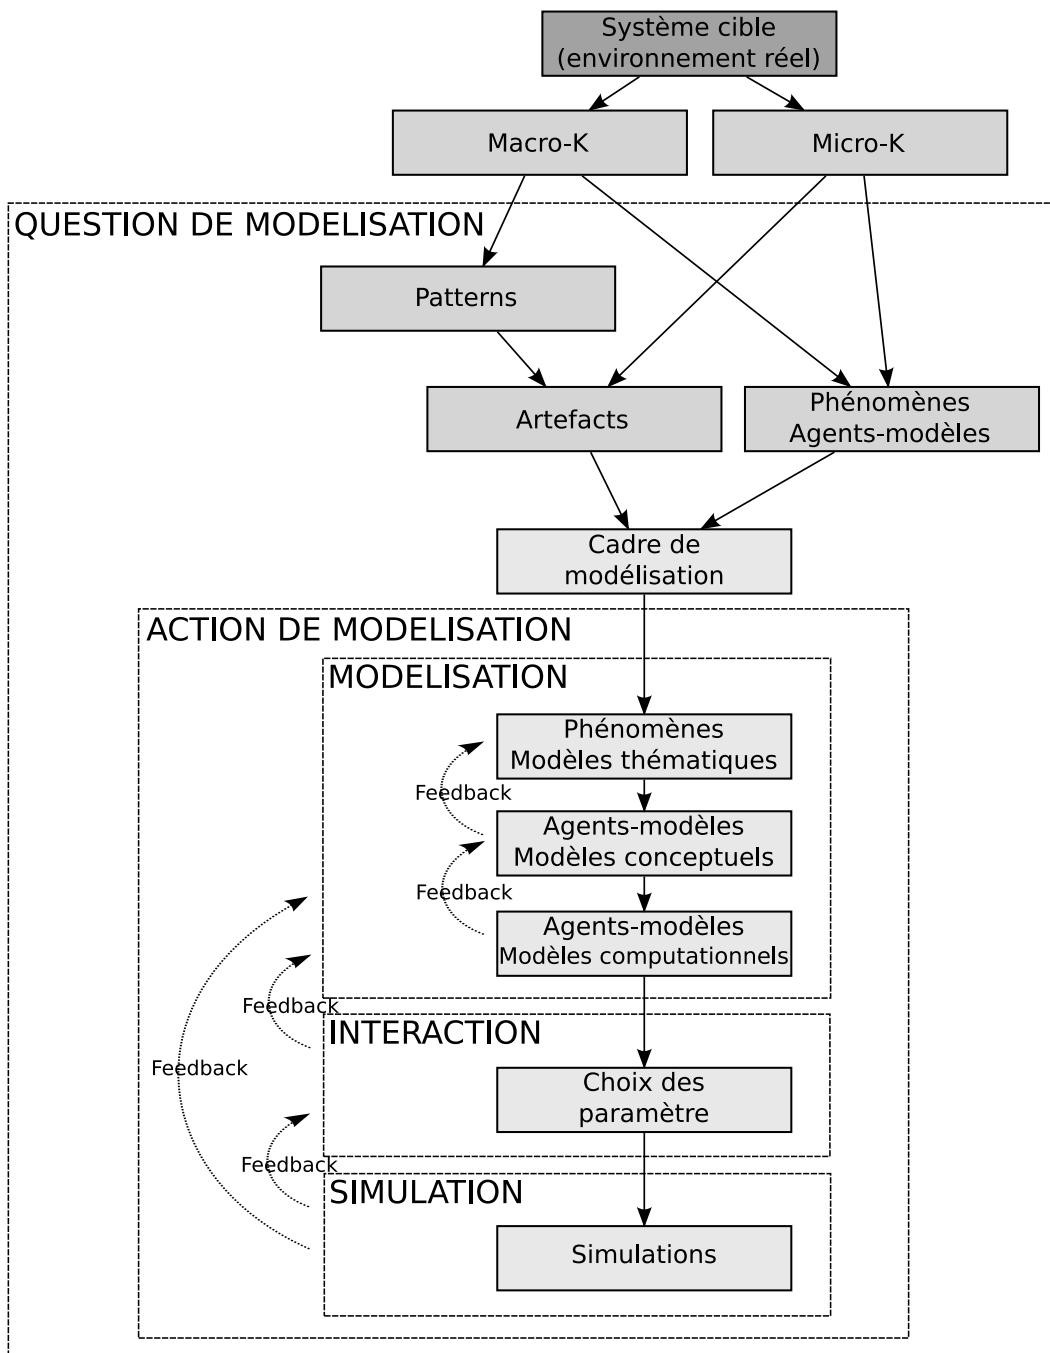 Système cible
(environnement réel)
Macro-K
Micro-K
QUESTION DE MODELISATION
Patterns
Artefacts
Phénomènes
Agents-modèles
Cadre de
modélisation
ACTION DE MODELISATION
MODELISATION
Phénomènes
Modèles thématiques
Feedback
Agents-modèles
Modèles conceptuels
Feedback
Agents-modèles
Modèles computationnels
Feedback
INTERACTION
Feedback
Choix des
paramètre
Feedback
SIMULATION
Simulations